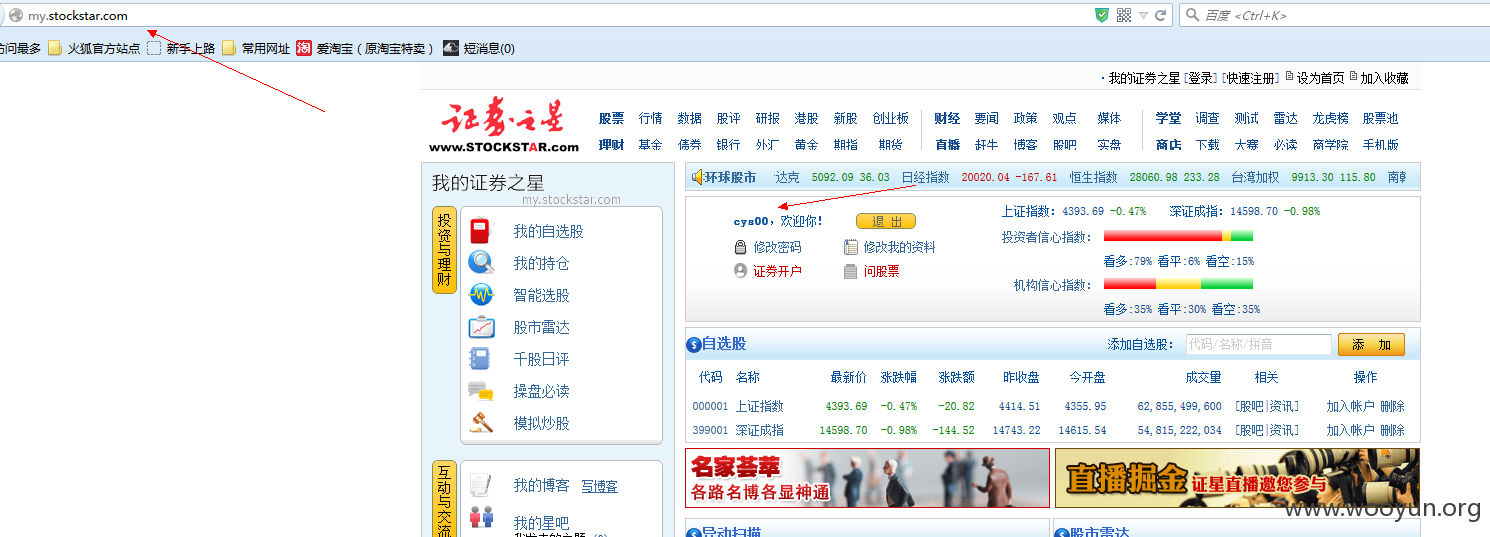 my.stockstar.com
百度 <Ctrl+K>
访问最多 火狐官方站点 新手上路 常用网址 爱淘宝（原淘宝特卖） 短消息(0)
·我的证券之星 [登录] [快速注册] 设为首页 加入收藏
证券之星
www.STOCKSTAR.com
股票 行情 数据 股评 研报 港股 新股 创业板 财经 要闻 政策 观点 媒体 学堂 调查 测试 雷达 龙虎榜 股票池
理财 基金 债券 银行 外汇 黄金 期指 期货 直播 赶牛 博客 股吧 实盘 商店 下载 大赛 必读 商学院 手机版
我的证券之星
my.stockstar.com
投资与理财
我的自选股
我的持仓
智能选股
股市雷达
千股日评
操盘必读
模拟炒股
互动与交流
我的博客 写博客
我的星吧
环球股市 达克 5092.09 36.03 日经指数 20020.04 -167.61 恒生指数 28060.98 233.28 台湾加权 9913.30 115.80 南韩
cys00，欢迎你！ 退 出
修改密码 修改我的资料
证券开户 问股票
上证指数：4393.69 -0.47% 深证成指：14598.70 -0.98%
投资者信心指数：
看多:79% 看平:6% 看空:15%
机构信心指数：
看多:35% 看平:30% 看空:35%
自选股 添加自选股： 代码/名称/拼音 添 加
代码 名称 最新价 涨跌幅 涨跌额 昨收盘 今开盘 成交量 相关 操作
000001 上证指数 4393.69 -0.47% -20.82 4414.51 4355.95 62,855,499,600 [股吧|资讯] 加入帐户 删除
399001 深证成指 14598.70 -0.98% -144.52 14743.22 14615.54 54,815,222,034 [股吧|资讯] 加入帐户 删除
名家荟萃
各路名博各显神通
直播掘金 证星直播邀您参与
异动扫描 股市雷达
www.wooyun.org